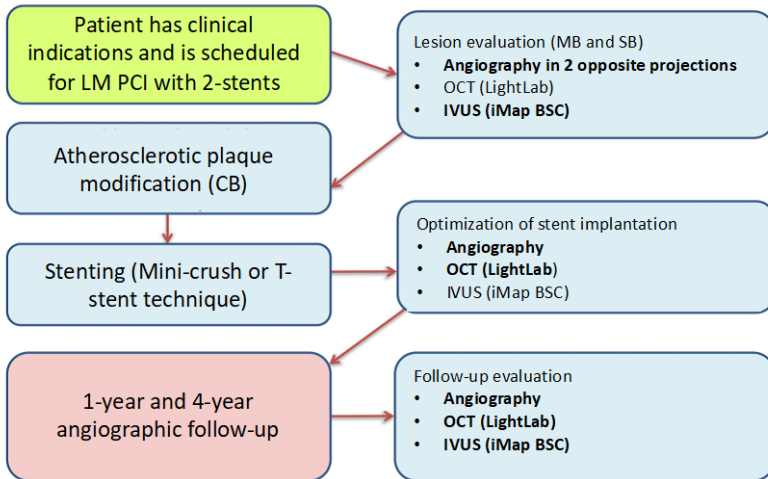 Patient has clinical
indications and is scheduled
for LM PCI with 2-stents
Lesion evaluation (MB and SB)
• Angiography in 2 opposite projections
• OCT (LightLab)
• IVUS (iMap BSC)
Atherosclerotic plaque
modification (CB)
Stenting (Mini-crush or T-
stent technique)
Optimization of stent implantation
• Angiography
• OCT (LightLab)
• IVUS (iMap BSC)
1-year and 4-year
angiographic follow-up
Follow-up evaluation
• Angiography
• OCT (LightLab)
• IVUS (iMap BSC)